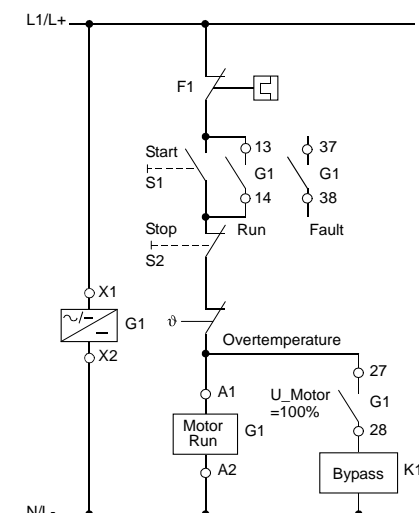 L1/L+
F1
Start
S1
13
G1
14
37
G1
38
Stop
S2
Run
Fault
X1
G1
X2
ϑ
Overtemperature
A1
Motor
Run
G1
A2
U_Motor
=100%
27
G1
28
Bypass
K1
N/L-